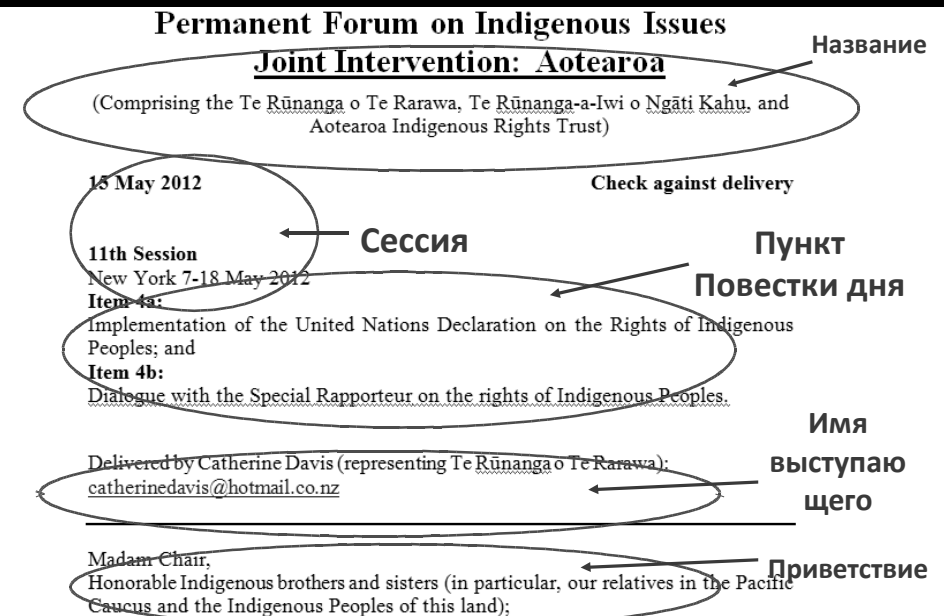 Permanent Forum on Indigenous Issues
Joint Intervention: Aotearoa
Название
(Comprising the Te Rūnanga o Te Rarawa, Te Rūnanga-a-Iwi o Ngāti Kahu, and
Aotearoa Indigenous Rights Trust)
15 May 2012 Check against delivery
Сессия
11th Session
New York 7-18 May 2012
Пункт
Повестки дня
Item 4a:
Implementation of the United Nations Declaration on the Rights of Indigenous
Peoples; and
Item 4b:
Dialogue with the Special Rapporteur on the rights of Indigenous Peoples.
Имя
выступаю
щего
Delivered by Catherine Davis (representing Te Rūnanga o Te Rarawa):
catherinedavis@hotmail.co.nz
Madam Chair,
Приветствие
Honorable Indigenous brothers and sisters (in particular, our relatives in the Pacific
Caucus and the Indigenous Peoples of this land);